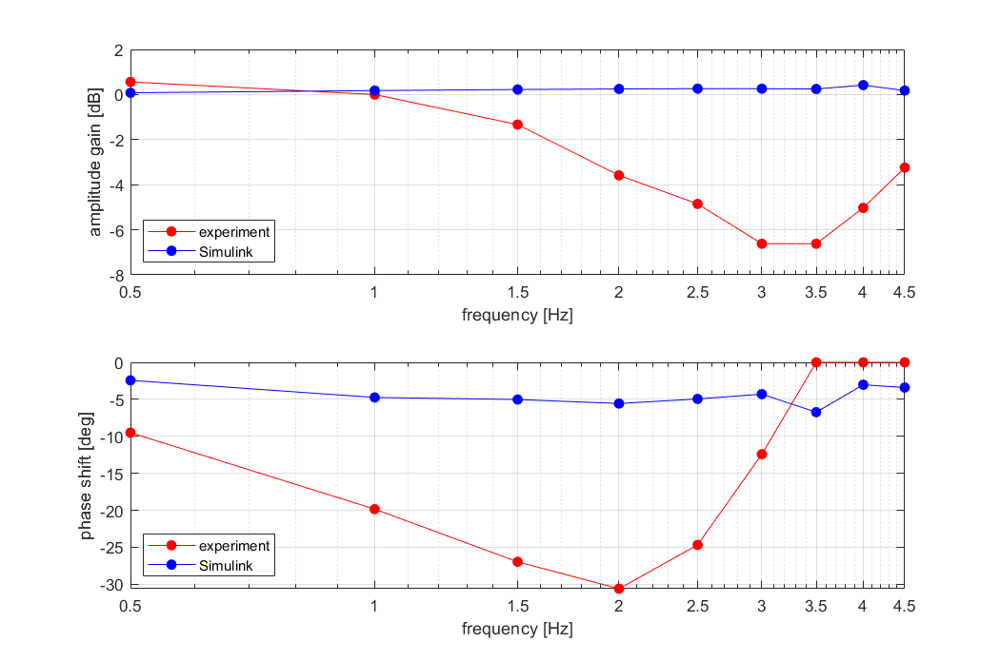 2
0
-2
-4
-6
-8
amplitude gain [dB]
experiment
Simulink
0.5 1 1.5 2 2.5 3 3.5 4 4.5
frequency [Hz]
0
-5
-10
-15
-20
-25
-30
phase shift [deg]
experiment
Simulink
0.5 1 1.5 2 2.5 3 3.5 4 4.5
frequency [Hz]